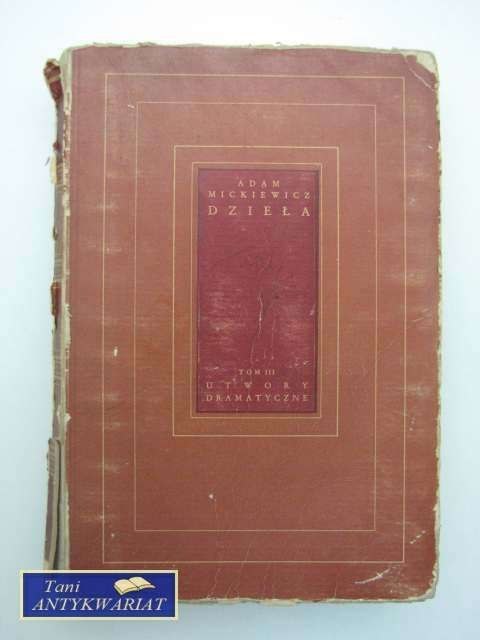 ADAM
MICKIEWICZ
DZIEŁA
TOM III
UTWORY
DRAMATYCZNE
Tani
ANTYKWARIAT